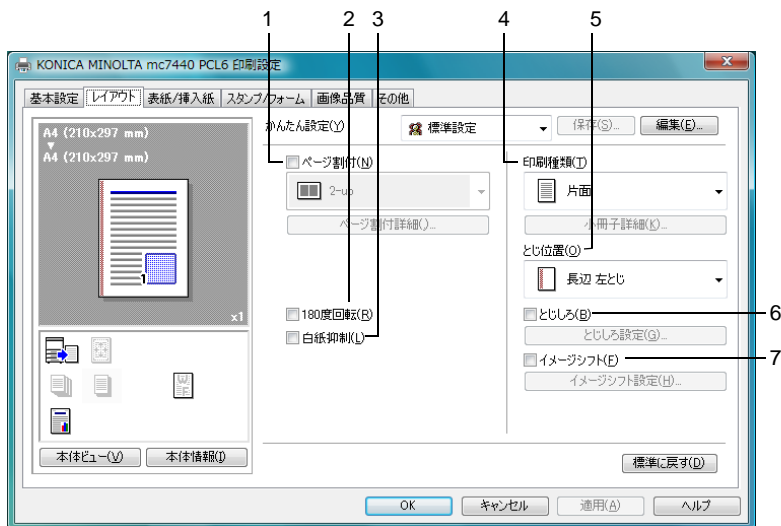 1 2 3 4 5
KONICA MINOLTA mc7440 PCL6 印刷設定
基本設定 レイアウト 表紙/挿入紙 スタンプ/フォーム 画像品質 その他
A4 (210x297 mm)
A4 (210x297 mm)
1
x1
本体ビュー(V) 本体情報(I)
かんたん設定(Y) 標準設定 保存(S)... 編集(E)...
ページ割付(N)
2-up
ページ割付詳細(,)...
180度回転(R)
白紙抑制(L)
印刷種類(T)
片面
小冊子詳細(K)...
とじ位置(O)
長辺 左とじ
とじしろ(B) 6
とじしろ設定(G)...
イメージシフト(F) 7
イメージシフト設定(H)...
標準に戻す(D)
OK キャンセル 適用(A) ヘルプ